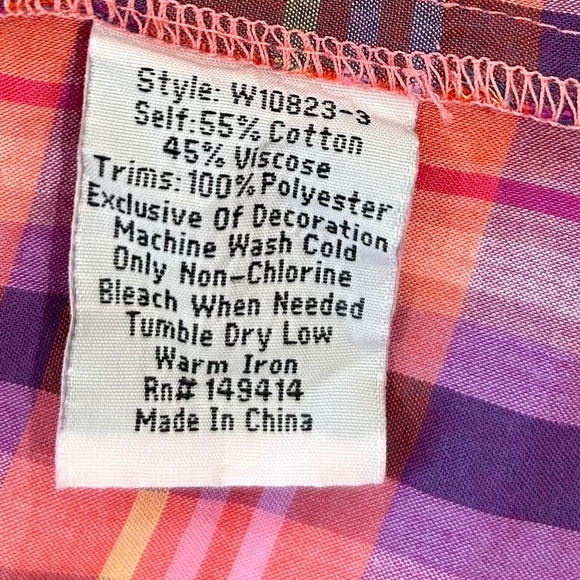 Style: W10823-3
Self:55% Cotton
45% Viscose
Trims:100% Polyester
Exclusive Of Decoration
Machine Wash Cold
Only Non-Chlorine
Bleach When Needed
Tumble Dry Low
Warm Iron
Rn# 149414
Made In China